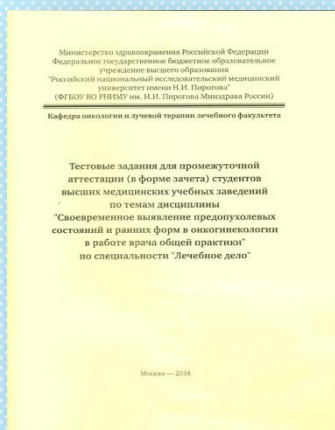 Министерство здравоохранения Российской Федерации
Федеральное государственное бюджетное образовательное
учреждение высшего образования
"Российский национальный исследовательский медицинский
университет имени Н.И. Пирогова"
(ФГБОУ ВО РНИМУ им. Н.И. Пирогова Минздрава России)
Кафедра онкологии и лучевой терапии лечебного факультета
Тестовые задания для промежуточной
аттестации (в форме зачета) студентов
высших медицинских учебных заведений
по темам дисциплины
"Своевременное выявление предопухолевых
состояний и ранних форм в онкогинекологии
в работе врача общей практики"
по специальности "Лечебное дело"
Москва — 2018